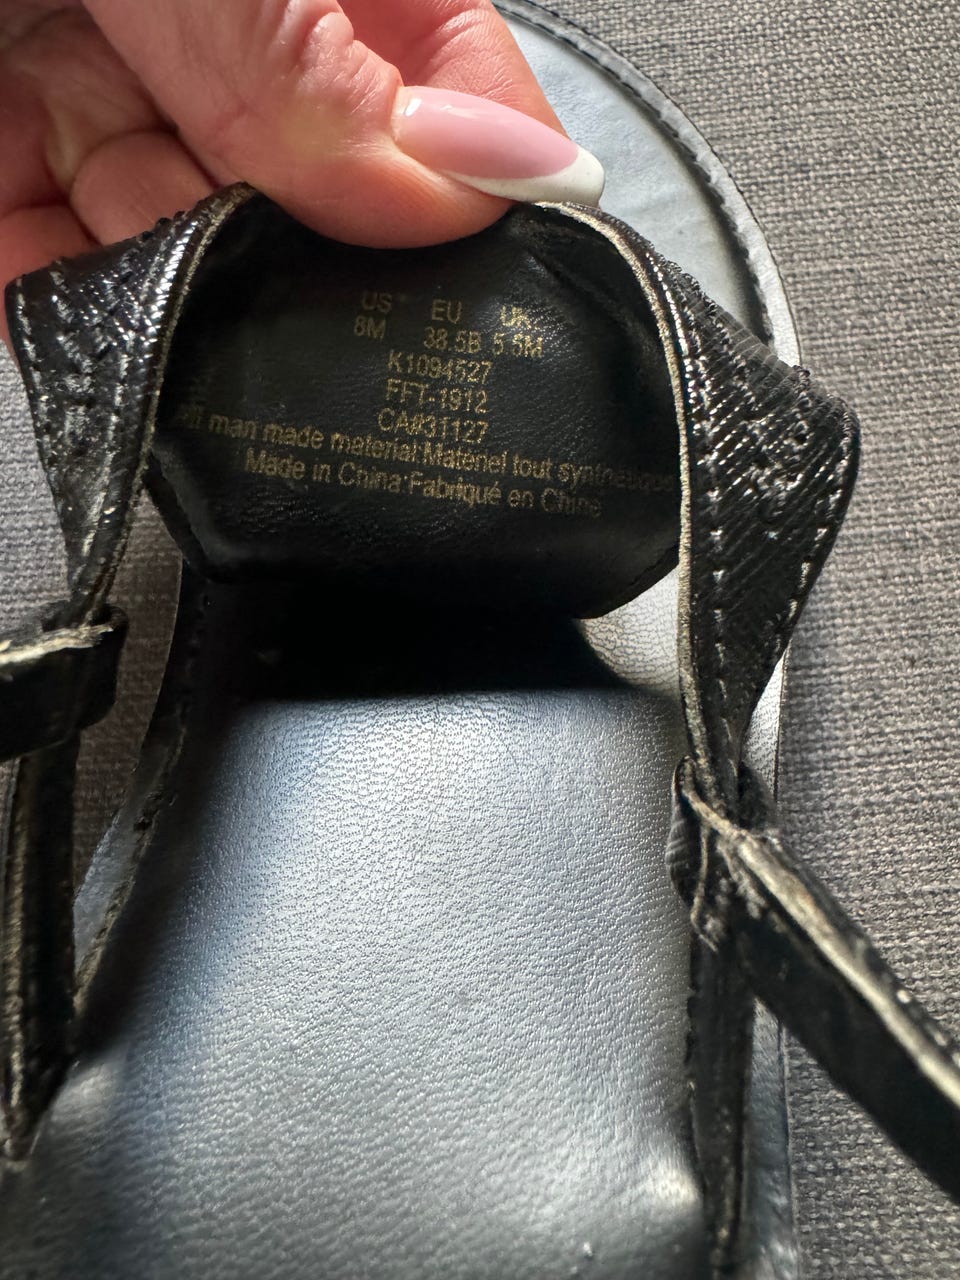 US EU UK
8M 38.5B 5.5M
K1094527
FFT-1912
CA#31127
All man made material:Materiel tout synthetique
Made in China:Fabriqué en Chine